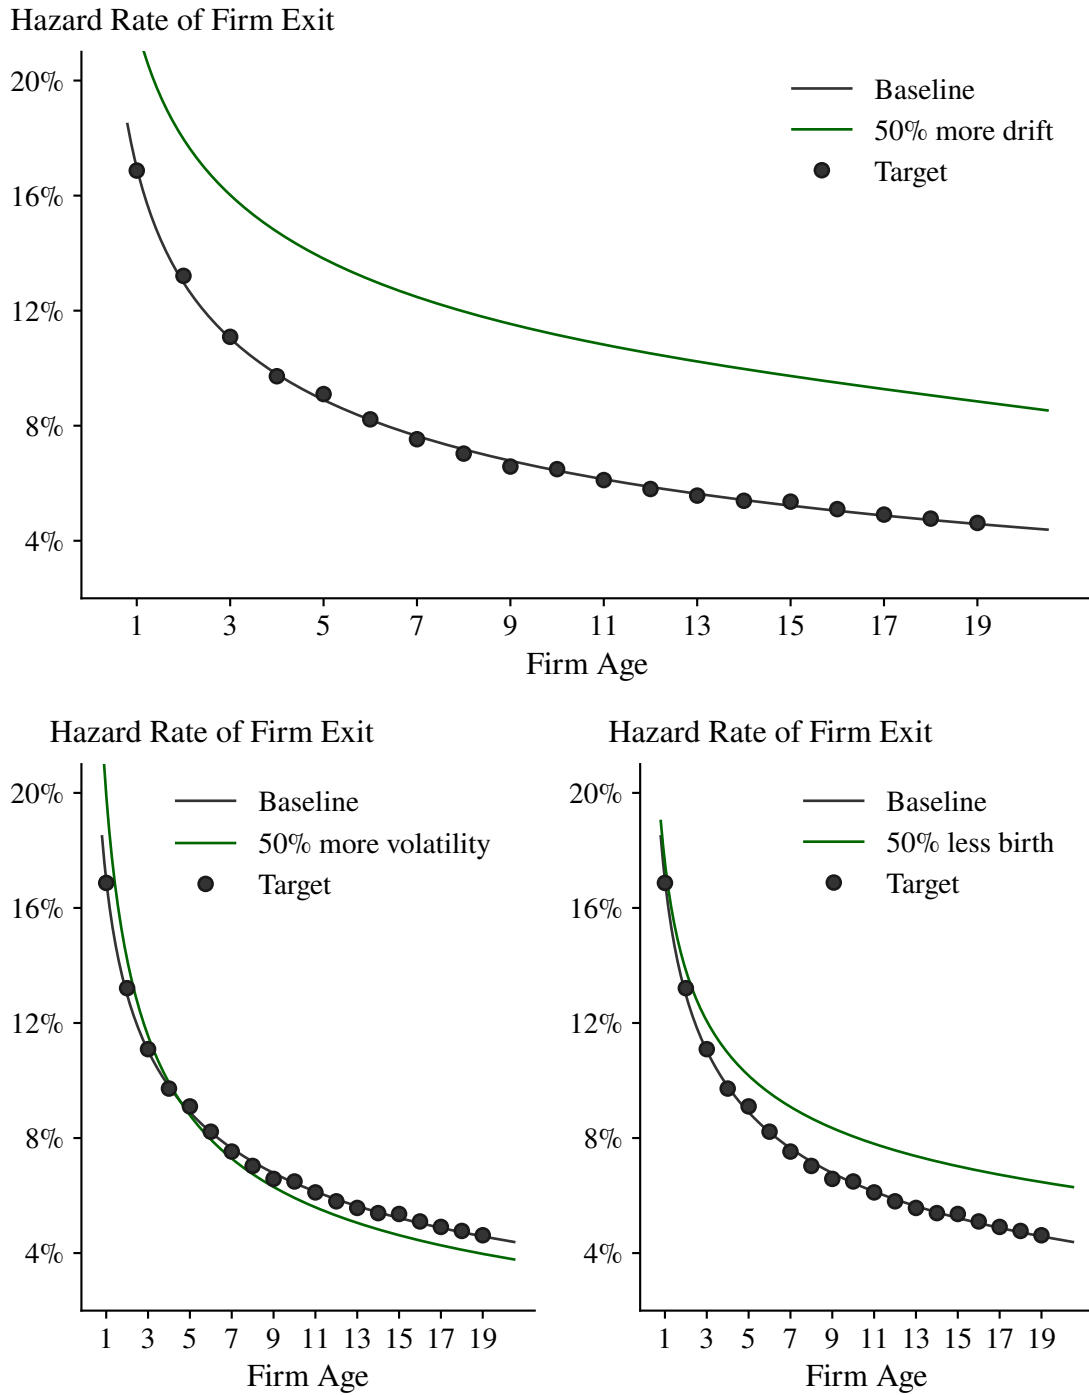 Hazard Rate of Firm Exit
20%
16%
12%
8%
4%
Baseline
50% more drift
Target
1 3 5 7 9 11 13 15 17 19
Firm Age
Hazard Rate of Firm Exit
20%
16%
12%
8%
4%
Baseline
50% more volatility
Target
1 3 5 7 9 11 13 15 17 19
Firm Age
Hazard Rate of Firm Exit
20%
16%
12%
8%
4%
Baseline
50% less birth
Target
1 3 5 7 9 11 13 15 17 19
Firm Age